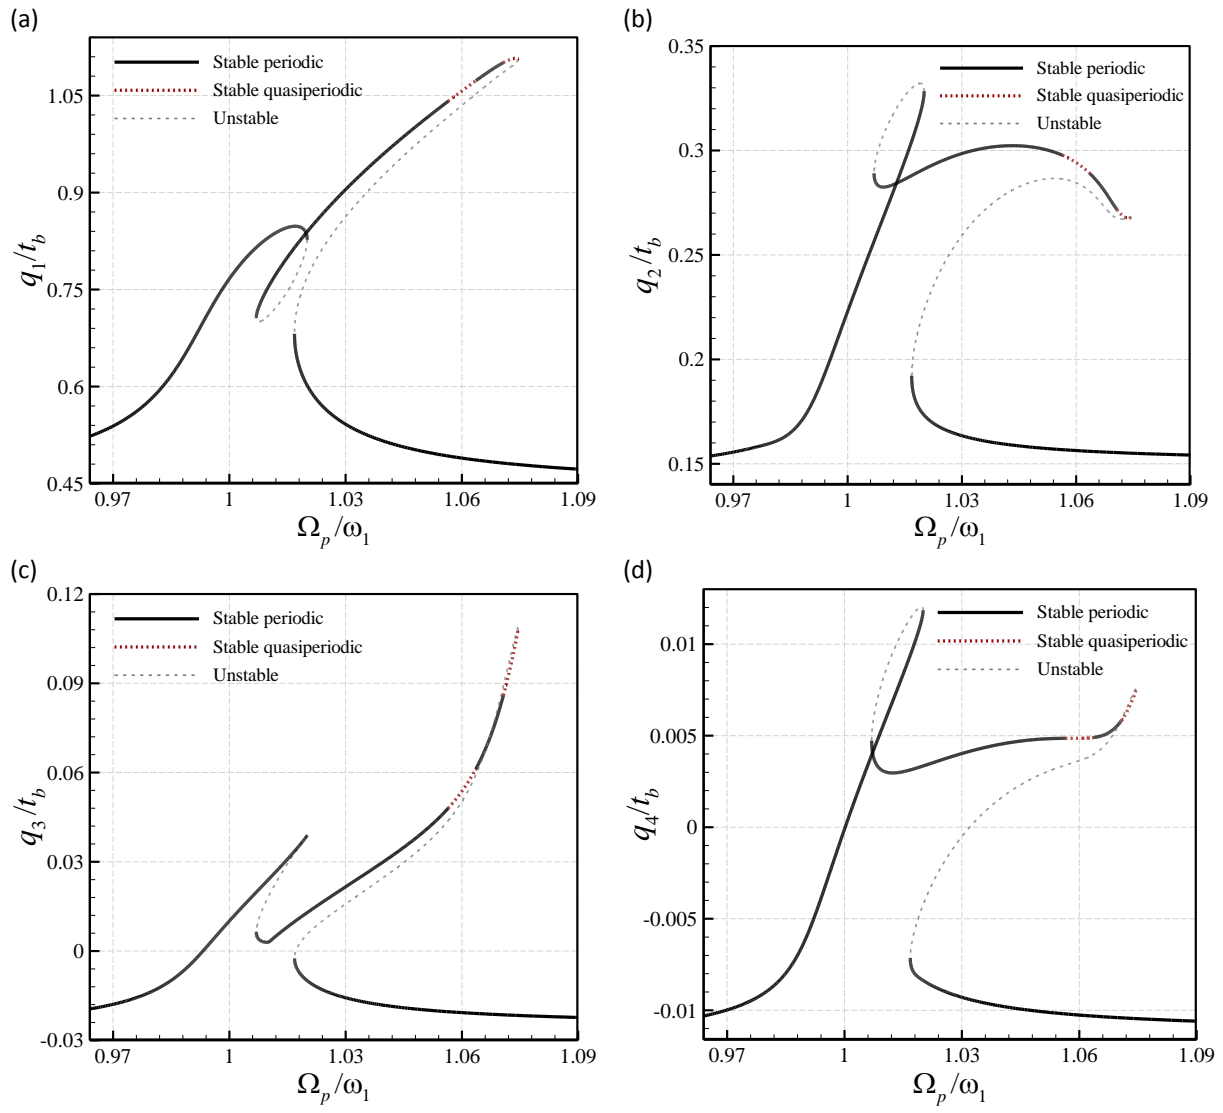 (a)
Stable periodic
Stable quasiperiodic
Unstable
1.05
0.9
0.75
0.6
0.45
q1/tb
0.97
1
1.03
1.06
1.09
Ωp/ω1
(b)
Stable periodic
Stable quasiperiodic
Unstable
0.35
0.3
0.25
0.2
0.15
q2/tb
0.97
1
1.03
1.06
1.09
Ωp/ω1
(c)
Stable periodic
Stable quasiperiodic
Unstable
0.12
0.09
0.06
0.03
0
-0.03
q3/tb
0.97
1
1.03
1.06
1.09
Ωp/ω1
(d)
Stable periodic
Stable quasiperiodic
Unstable
0.01
0.005
0
-0.005
-0.01
q4/tb
0.97
1
1.03
1.06
1.09
Ωp/ω1